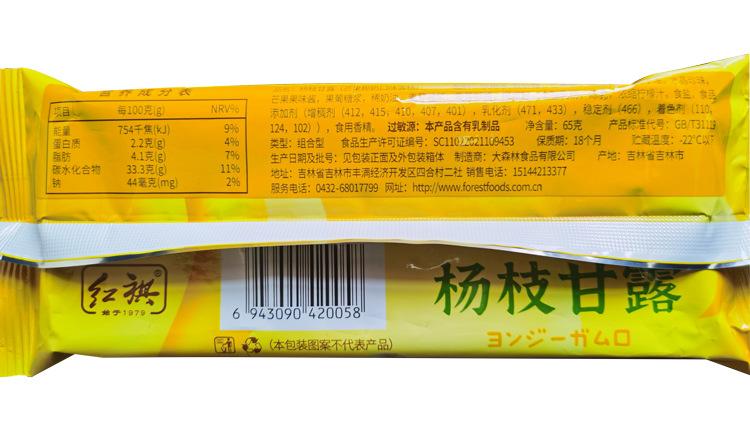 营养成分表
项目 每100克(g) NRV%
能量 754千焦(kJ) 9%
蛋白质 2.2克(g) 4%
脂肪 4.1克(g) 7%
碳水化合物 33.3克(g) 11%
钠 44毫克(mg) 2%
芒果果味酱，果葡糖浆，稀奶油
柠檬汁，食盐，食品
添加剂（增稠剂（412，415，410，407，401），乳化剂（471，433），稳定剂（466），着色剂（110，
124，102）），食用香精。 过敏源：本产品含有乳制品 净含量：65克 产品标准代号：GB/T31119
类型：组合型 食品生产许可证编号： 保质期：18个月 贮藏温度：-22°C以下
生产日期及批号：见包装正面及外包装箱体 制造商：大森林食品有限公司 产地：吉林省吉林市
地址：吉林省吉林市丰满经济开发区四合村二社 销售电话：15144213377
服务电话：0432-68017799 网址：http://www.forestfoods.com.cn
红旗
始于1979
6 943090 420058
（本包装图案不代表产品）
杨枝甘露
ヨンジーガムロ